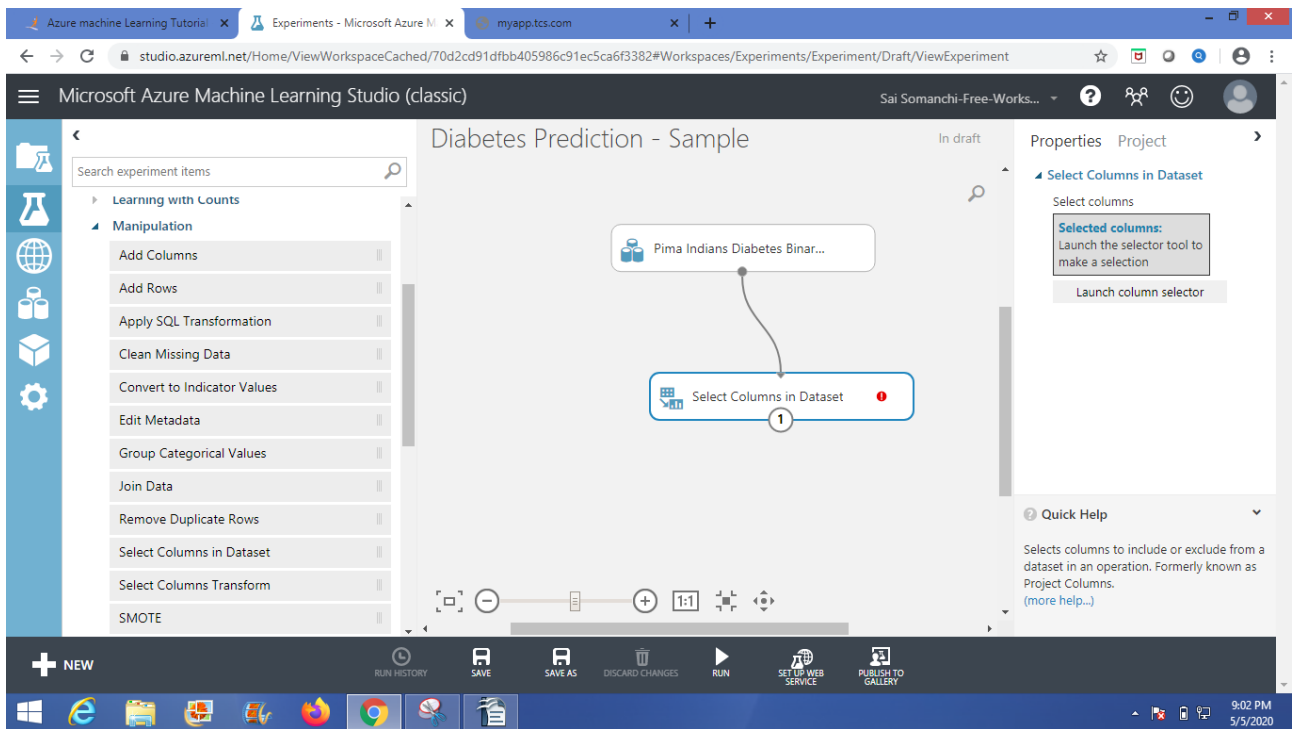 Azure machine Learning Tutorial
Experiments - Microsoft Azure M
myapp.tcs.com
studio.azureml.net/Home/ViewWorkspaceCached/70d2cd91dfbb405986c91ec5ca6f3382#Workspaces/Experiments/Experiment/Draft/ViewExperiment
Microsoft Azure Machine Learning Studio (classic)
Sai Somanchi-Free-Works...
Search experiment items
Learning with Counts
Manipulation
Add Columns
Add Rows
Apply SQL Transformation
Clean Missing Data
Convert to Indicator Values
Edit Metadata
Group Categorical Values
Join Data
Remove Duplicate Rows
Select Columns in Dataset
Select Columns Transform
SMOTE
Diabetes Prediction - Sample
In draft
Pima Indians Diabetes Binar...
Select Columns in Dataset
1
1:1
Properties Project
Select Columns in Dataset
Select columns
Selected columns:
Launch the selector tool to
make a selection
Launch column selector
Quick Help
Selects columns to include or exclude from a
dataset in an operation. Formerly known as
Project Columns.
(more help...)
NEW
RUN HISTORY
SAVE
SAVE AS
DISCARD CHANGES
RUN
SET UP WEB
SERVICE
PUBLISH TO
GALLERY
9:02 PM
5/5/2020